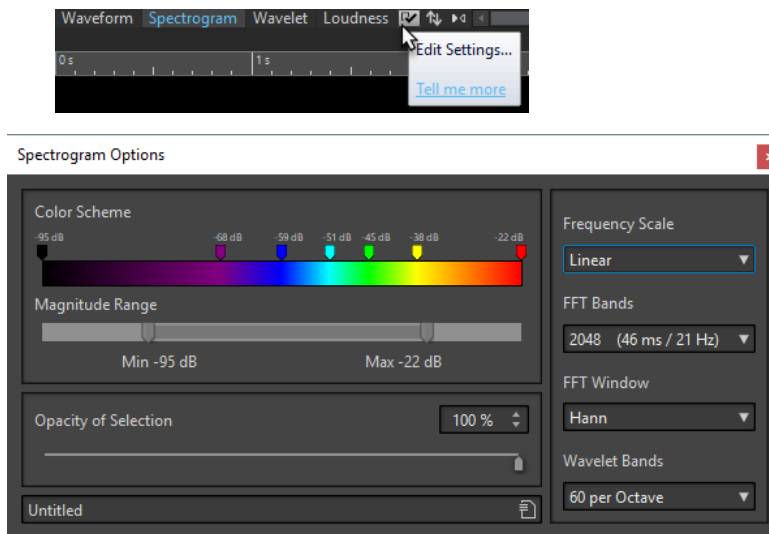 Waveform Spectrogram Wavelet Loudness
Edit Settings...
0 s 1 s
Tell me more
Spectrogram Options
Color Scheme
-95 dB -68 dB -59 dB -51 dB -45 dB -38 dB -22 dB
Magnitude Range
Min -95 dB Max -22 dB
Opacity of Selection 100 %
Untitled
Frequency Scale
Linear
FFT Bands
2048 (46 ms / 21 Hz)
FFT Window
Hann
Wavelet Bands
60 per Octave